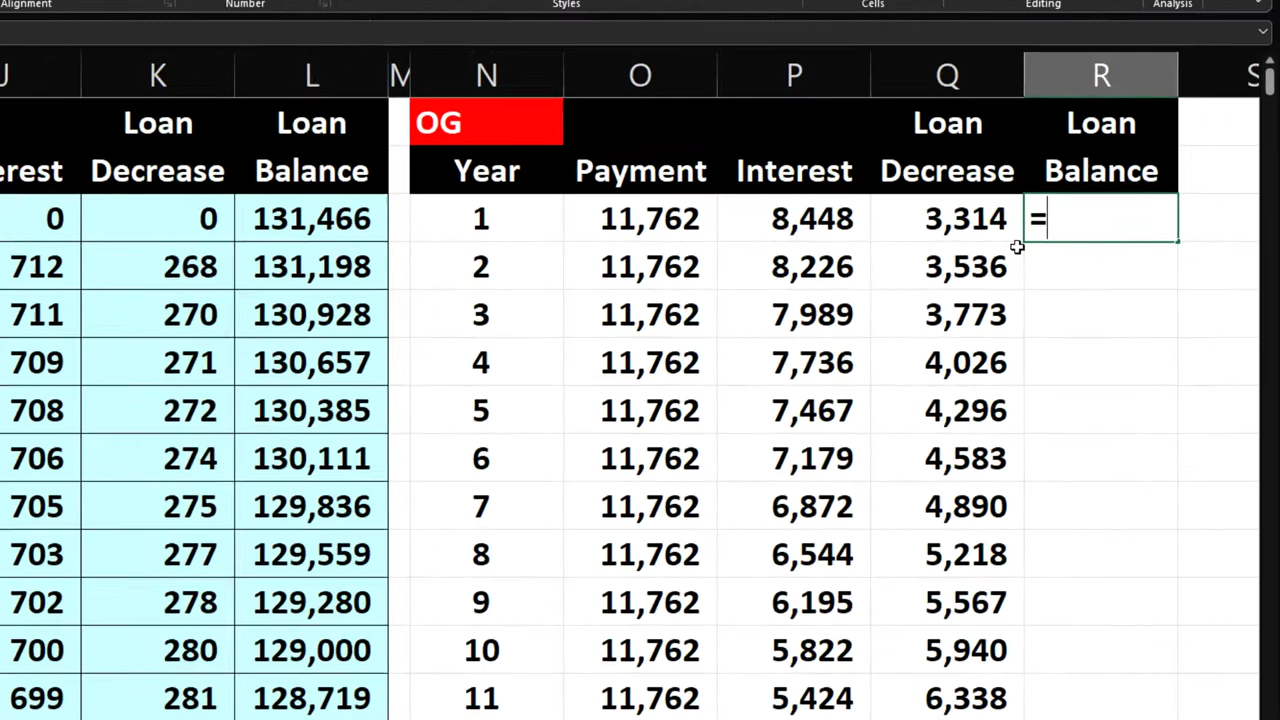 Alignment Number Styles Cells Editing Analysis
J K L M N O P Q R S
Loan Loan OG Loan Loan
erest Decrease Balance Year Payment Interest Decrease Balance
0 0 131,466 1 11,762 8,448 3,314 =
712 268 131,198 2 11,762 8,226 3,536
711 270 130,928 3 11,762 7,989 3,773
709 271 130,657 4 11,762 7,736 4,026
708 272 130,385 5 11,762 7,467 4,296
706 274 130,111 6 11,762 7,179 4,583
705 275 129,836 7 11,762 6,872 4,890
703 277 129,559 8 11,762 6,544 5,218
702 278 129,280 9 11,762 6,195 5,567
700 280 129,000 10 11,762 5,822 5,940
699 281 128,719 11 11,762 5,424 6,338